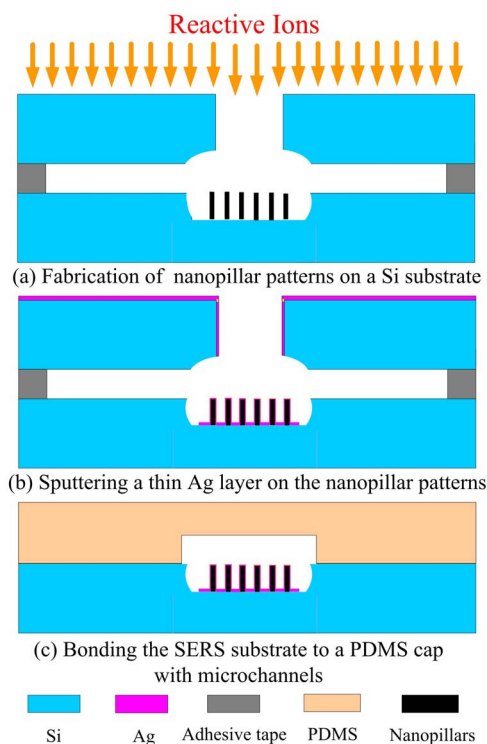 Reactive Ions
(a) Fabrication of nanopillar patterns on a Si substrate
(b) Sputtering a thin Ag layer on the nanopillar patterns
(c) Bonding the SERS substrate to a PDMS cap
with microchannels
Si Ag Adhesive tape PDMS Nanopillars